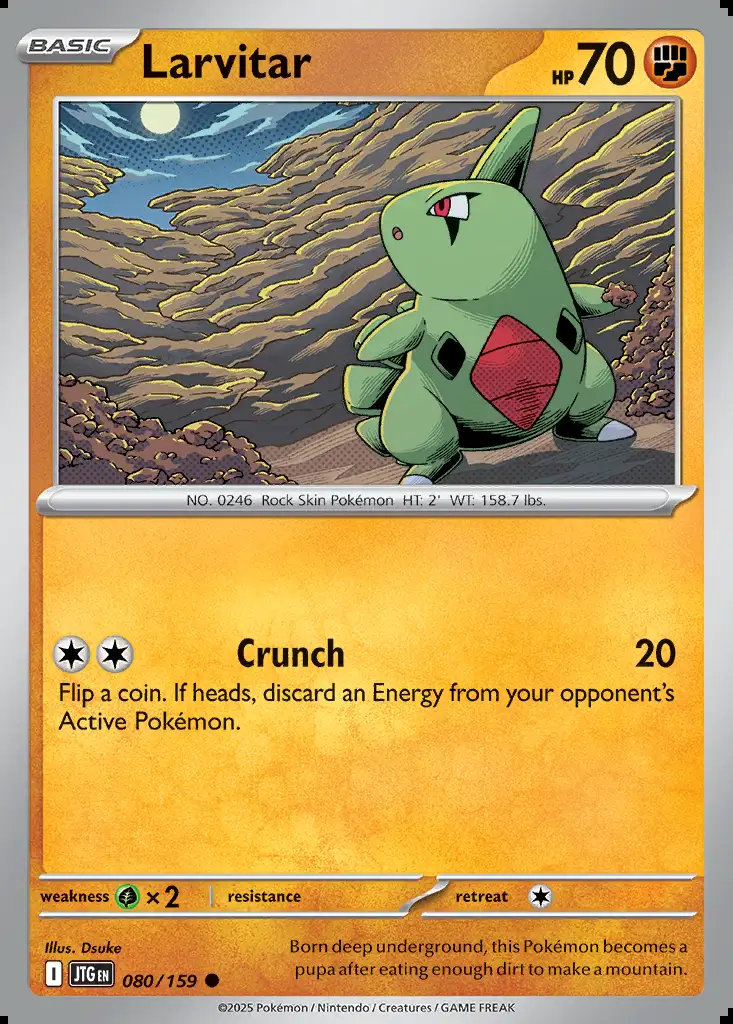 BASIC
Larvitar
HP 70
NO. 0246 Rock Skin Pokémon HT: 2' WT: 158.7 lbs.
Crunch 20
Flip a coin. If heads, discard an Energy from your opponent's
Active Pokémon.
weakness ×2 resistance retreat
Illus. Dsuke
Born deep underground, this Pokémon becomes a
pupa after eating enough dirt to make a mountain.
I JTG EN 080/159
©2025 Pokémon / Nintendo / Creatures / GAME FREAK